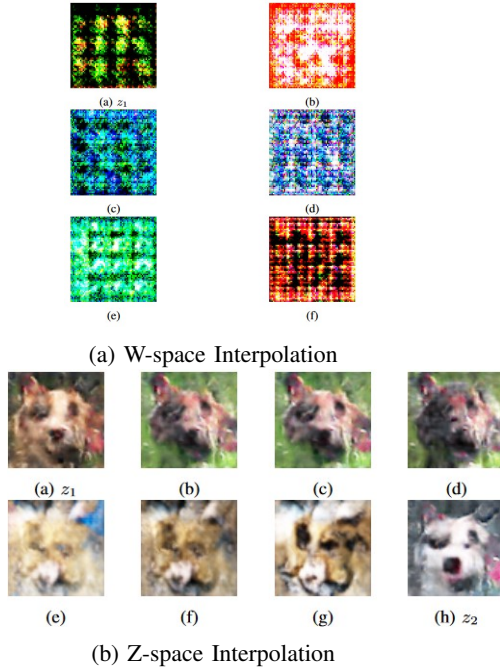 (a) z₁ (b)
(c) (d)
(e) (f)
(a) W-space Interpolation
(a) z₁ (b) (c) (d)
(e) (f) (g) (h) z₂
(b) Z-space Interpolation